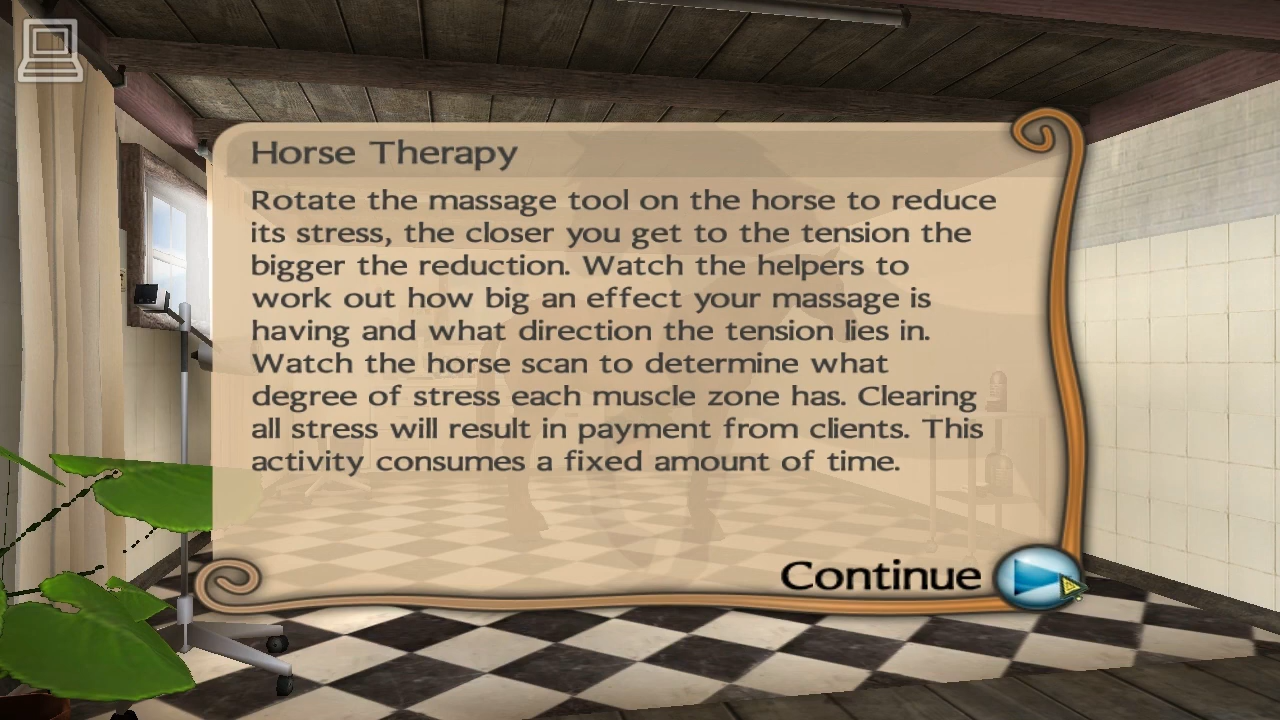 Horse Therapy
Rotate the massage tool on the horse to reduce
its stress, the closer you get to the tension the
bigger the reduction. Watch the helpers to
work out how big an effect your massage is
having and what direction the tension lies in.
Watch the horse scan to determine what
degree of stress each muscle zone has. Clearing
all stress will result in payment from clients. This
activity consumes a fixed amount of time.
Continue